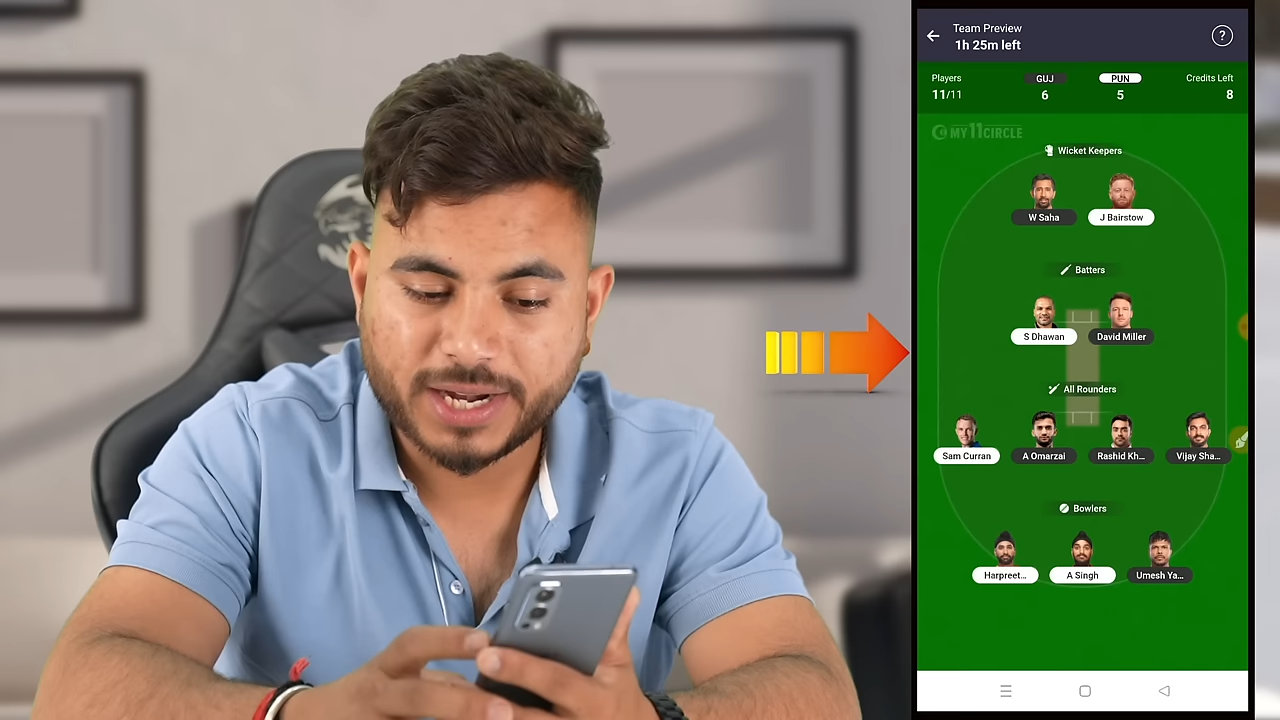 Team Preview
1h 25m left
?
Players GUJ PUN Credits Left
11/11 6 5 8
MY11CIRCLE
Wicket Keepers
W Saha J Bairstow
Batters
S Dhawan David Miller
All Rounders
Sam Curran A Omarzai Rashid Kh... Vijay Sha...
Bowlers
Harpreet... A Singh Umesh Ya...